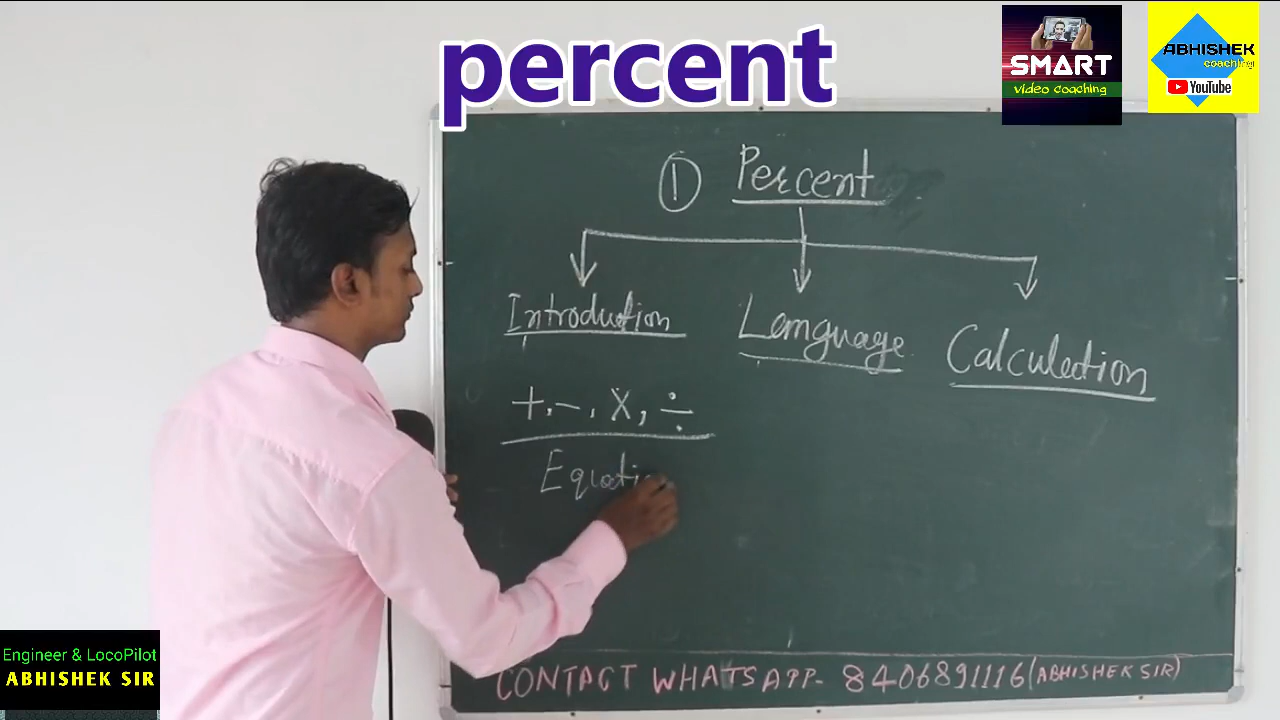 percent
SMART
video coaching
ABHISHEK
coaching
YouTube
① Percent
Introduction
Language
Calculation
+, -, X, ÷
Equatio
Engineer & LocoPilot
ABHISHEK SIR
CONTACT WHATSAPP- 8406891116 (ABHISHEK SIR)